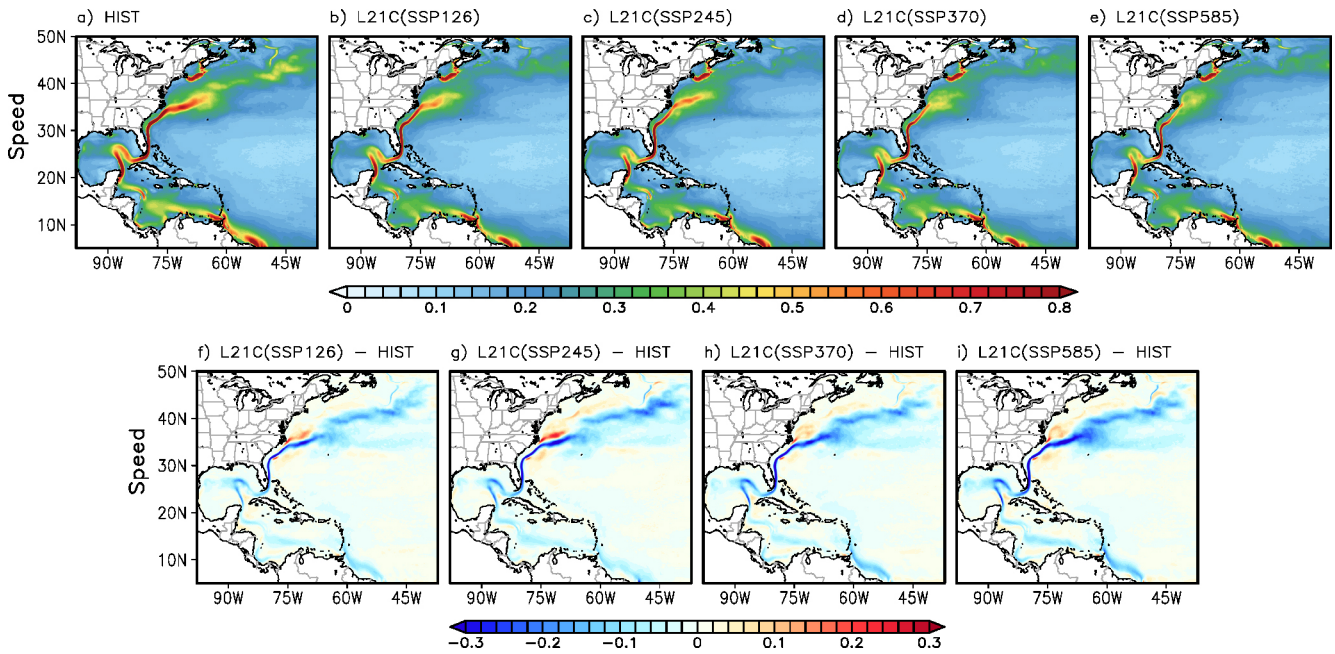 a) HIST
b) L21C(SSP126)
c) L21C(SSP245)
d) L21C(SSP370)
e) L21C(SSP585)
50N
40N
30N
20N
10N
Speed
90W 75W 60W 45W
90W 75W 60W 45W
90W 75W 60W 45W
90W 75W 60W 45W
90W 75W 60W 45W
0 0.1 0.2 0.3 0.4 0.5 0.6 0.7 0.8
f) L21C(SSP126) − HIST
g) L21C(SSP245) − HIST
h) L21C(SSP370) − HIST
i) L21C(SSP585) − HIST
50N
40N
30N
20N
10N
Speed
90W 75W 60W 45W
90W 75W 60W 45W
90W 75W 60W 45W
90W 75W 60W 45W
−0.3 −0.2 −0.1 0 0.1 0.2 0.3